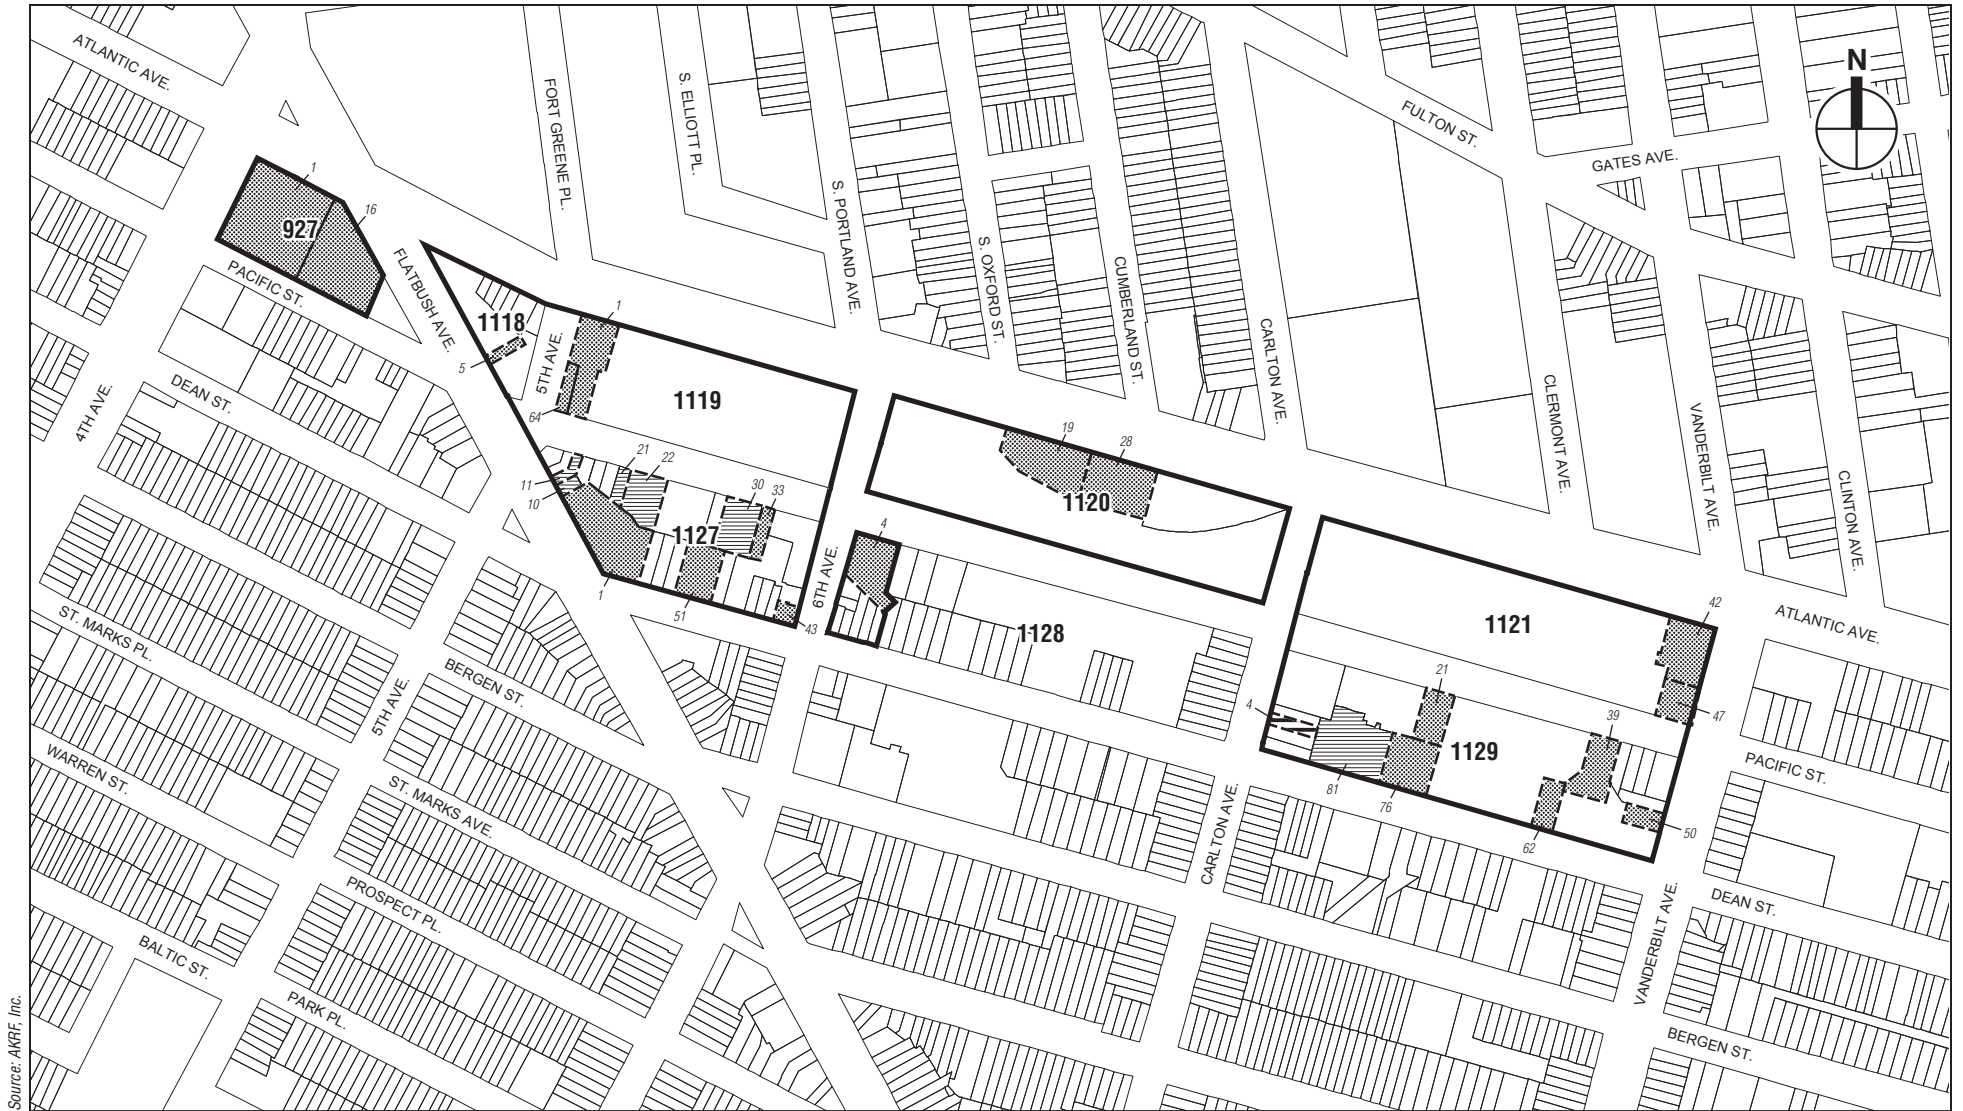 ATLANTIC AVE.
FORT GREENE PL.
S. ELLIOTT PL.
S. PORTLAND AVE.
S. OXFORD ST.
CUMBERLAND ST.
CARLTON AVE.
FULTON ST.
GATES AVE.
N
CLERMONT AVE.
VANDERBILT AVE.
CLINTON AVE.
ATLANTIC AVE.
1
16
927
PACIFIC ST.
FLATBUSH AVE.
1118
5
5TH AVE.
1
64
1119
19
28
1120
4TH AVE.
DEAN ST.
11
10
21
22
30
33
1127
1
51
43
6TH AVE.
4
1128
1121
42
47
21
4
39
1129
81
76
62
50
PACIFIC ST.
ST. MARKS PL.
5TH AVE.
BERGEN ST.
WARREN ST.
ST. MARKS AVE.
CARLTON AVE.
VANDERBILT AVE.
DEAN ST.
PROSPECT PL.
BALTIC ST.
PARK PL.
BERGEN ST.
Source: AKRF, Inc.